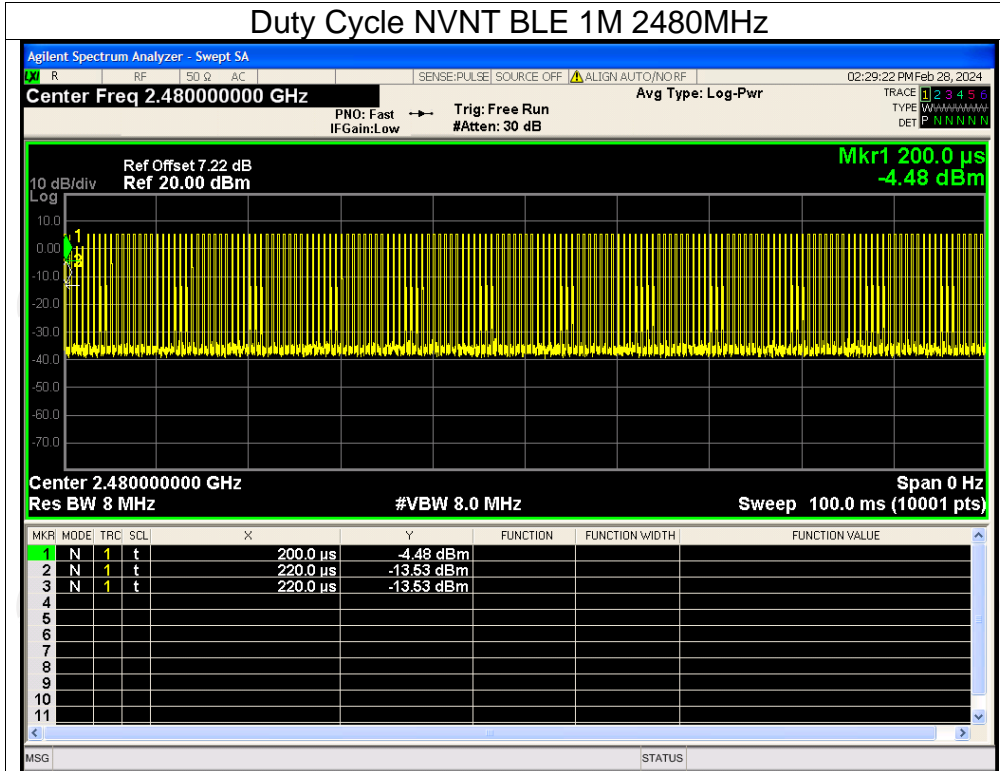 Duty Cycle NVNT BLE 1M 2480MHz
Agilent Spectrum Analyzer - Swept SA
LXI R RF 50 Ω AC SENSE:PULSE SOURCE OFF ALIGN AUTO/NO RF 02:29:22 PM Feb 28, 2024
Center Freq 2.480000000 GHz Avg Type: Log-Pwr TRACE 1 2 3 4 5 6
PNO: Fast Trig: Free Run TYPE WWWWWWW
IFGain:Low #Atten: 30 dB DET P N N N N N
Mkr1 200.0 µs
Ref Offset 7.22 dB
10 dB/div Ref 20.00 dBm -4.48 dBm
Log
10.0
1
0.00
2
-10.0
-20.0
-30.0
-40.0
-50.0
-60.0
-70.0
Center 2.480000000 GHz Span 0 Hz
Res BW 8 MHz #VBW 8.0 MHz Sweep 100.0 ms (10001 pts)
MKR MODE TRC SCL X Y FUNCTION FUNCTION WIDTH FUNCTION VALUE
1 N 1 t 200.0 µs -4.48 dBm
2 N 1 t 220.0 µs -13.53 dBm
3 N 1 t 220.0 µs -13.53 dBm
4
5
6
7
8
9
10
11
MSG STATUS